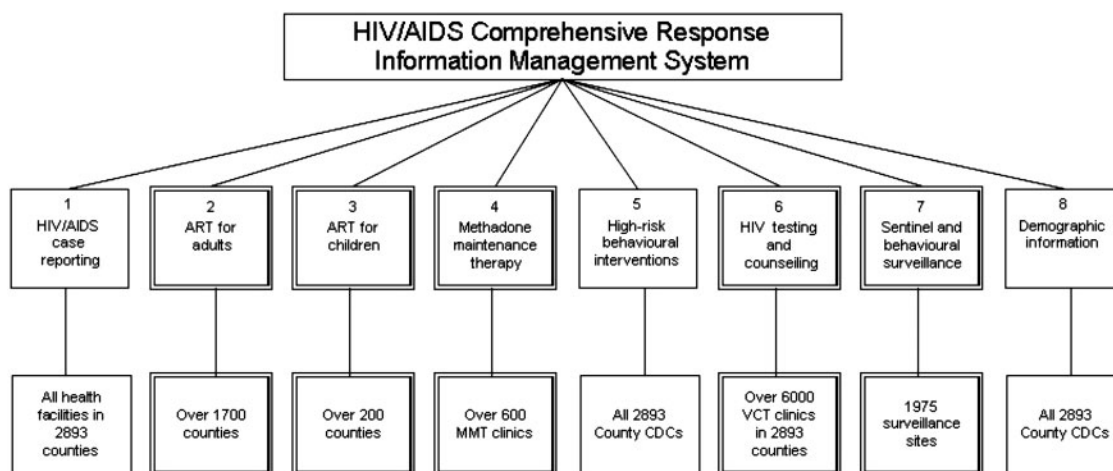 HIV/AIDS Comprehensive Response
Information Management System
1
HIV/AIDS
case
reporting
2
ART for
adults
3
ART for
children
4
Methadone
maintenance
therapy
5
High-risk
behavioural
interventions
6
HIV testing
and
counseiling
7
Sentinel and
behavioural
surveillance
8
Demographic
information
All health
facilities in
2893
counties
Over 1700
counties
Over 200
counties
Over 600
MMT clinics
All 2893
County CDCs
Over 6000
VCT clinics
in 2893
counties
1975
surveillance
sites
All 2893
County CDCs